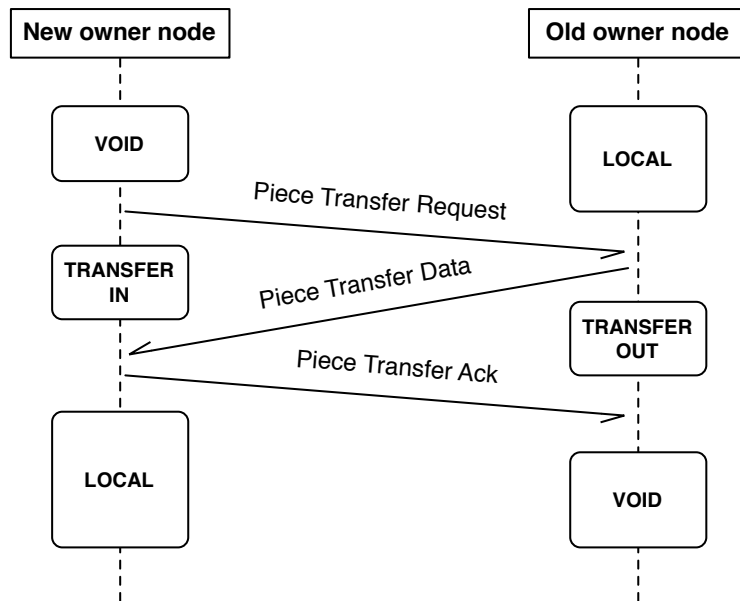 New owner node
Old owner node
VOID
LOCAL
Piece Transfer Request
TRANSFER
IN
Piece Transfer Data
TRANSFER
OUT
Piece Transfer Ack
LOCAL
VOID